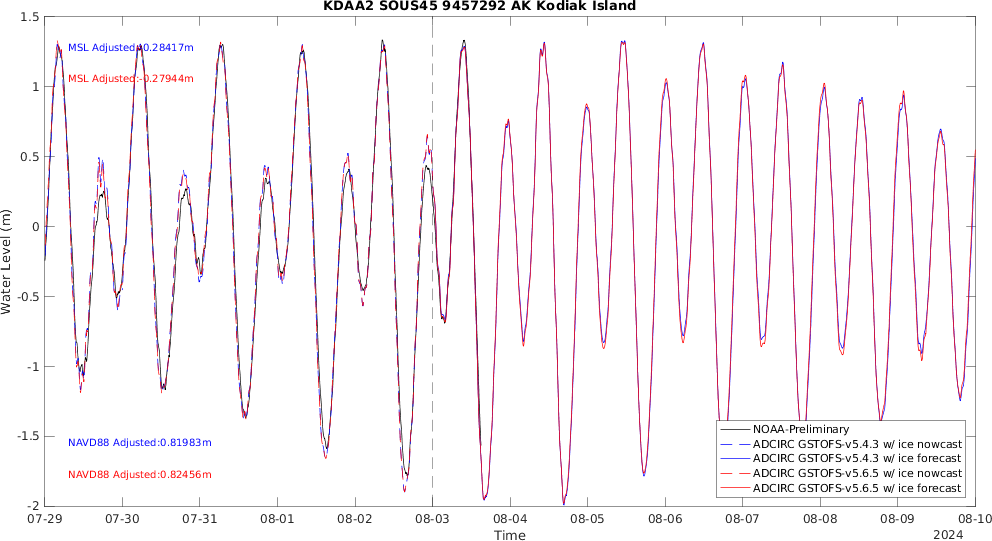 KDAA2 SOUS45 9457292 AK Kodiak Island
MSL Adjusted:-0.28417m
MSL Adjusted:-0.27944m
NAVD88 Adjusted:0.81983m
NAVD88 Adjusted:0.82456m
Water Level (m)
1.5
1
0.5
0
-0.5
-1
-1.5
-2
NOAA-Preliminary
ADCIRC GSTOFS-v5.4.3 w/ ice nowcast
ADCIRC GSTOFS-v5.4.3 w/ ice forecast
ADCIRC GSTOFS-v5.6.5 w/ ice nowcast
ADCIRC GSTOFS-v5.6.5 w/ ice forecast
07-29 07-30 07-31 08-01 08-02 08-03 08-04 08-05 08-06 08-07 08-08 08-09 08-10
Time
2024